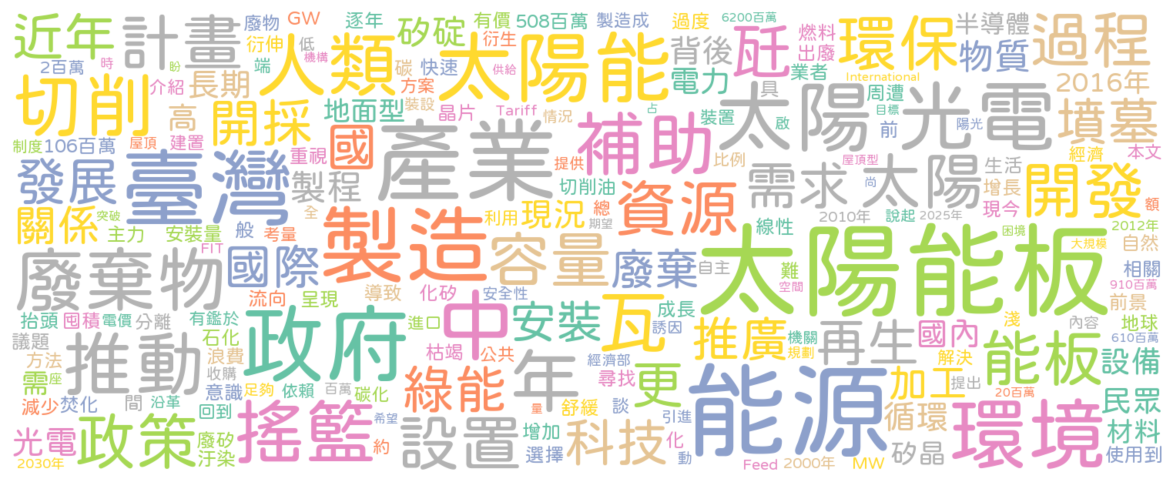 近年 計畫 廢物 GW 逐年 矽碇 有價 508百萬 製造成 過度 6200百萬 燃料 環保 半導體 過程
2百萬 衍伸 低 時 機構 人類 端 碳 方案 衍生 快速 供給 盼 太陽能 背後 電力 瓩 出廢 業者 International 物質 2016年
切削 介紹 長期 高 開採 地面型 裝設 晶片 Tariff 情況 占 裝置 具 太陽光電 周遭 目標 啟 前 陽光 墳墓
制度 106百萬 屋頂 建置 重視 國 產業 提供 補助 比例 屋頂型 經濟 本文
發展 臺灣 製程 切削油 資源 需求 太陽 尚 生活 增長 現今 開發 額
關係 突破 主力 安裝量 般 全 考量 FIT 製造 利用 現況 總 期望 線性 2010年 說起 2025年 困境 2012年
廢棄物 國際 容量 廢棄 自主 難 空間 太陽能板 大規模 自然 相關 910百萬
流向 呈現 導致 化矽 安全性 成長 誘因 前景
抬頭 囤積 電價 分離 有鑑於 石化 政府 進口 中 安裝 瓦 推廣 機關 規劃 再生 國內 淺 內容 地球 610百萬
議題 方法 推動 浪費 收購 枯竭 公共 年 經濟部 尋找 更 解決 能板 設備
需 座 減少 焚化 間 沿革 意識 足夠 依賴 百萬 碳化 綠能 量 舒緩 談 引進 能源 加工 提出 20百萬 民眾
光電 2030年 政策 廢矽 汙染 回到 搖籃 希望 約 設置 增加 選擇 科技 化 動 Feed 2000年 MW 循環 矽晶 環境 材料 使用到